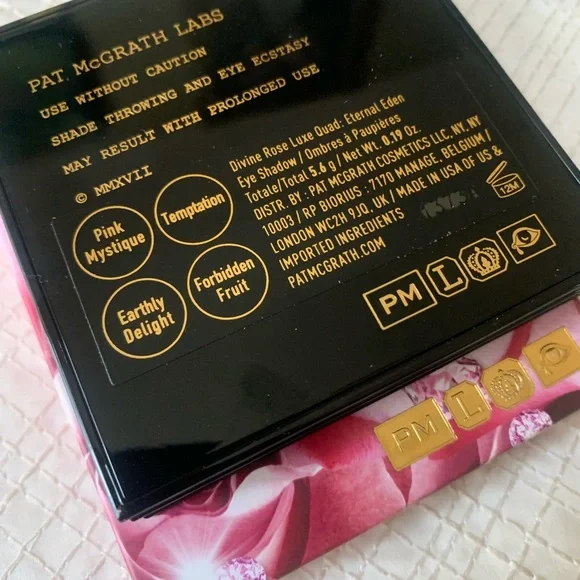 PAT McGRATH LABS
USE WITHOUT CAUTION
SHADE THROWING AND EYE ECSTASY
MAY RESULT WITH PROLONGED USE
© MMXVII
Pink
Mystique
Temptation
Earthly
Delight
Forbidden
Fruit
Divine Rose Luxe Quad: Eternal Eden
Eye Shadow / Ombres à Paupières
Totale/Total 5.6 g / Net Wt. 0.19 Oz.
DISTR. BY · PAT MCGRATH COSMETICS LLC, NY, NY
10003 / RP BIORIUS · 7170 MANAGE, BELGIUM /
LONDON WC2H 9JQ, UK / MADE IN USA OF US &
IMPORTED INGREDIENTS
PATMCGRATH.COM
12M
PM L
PM L